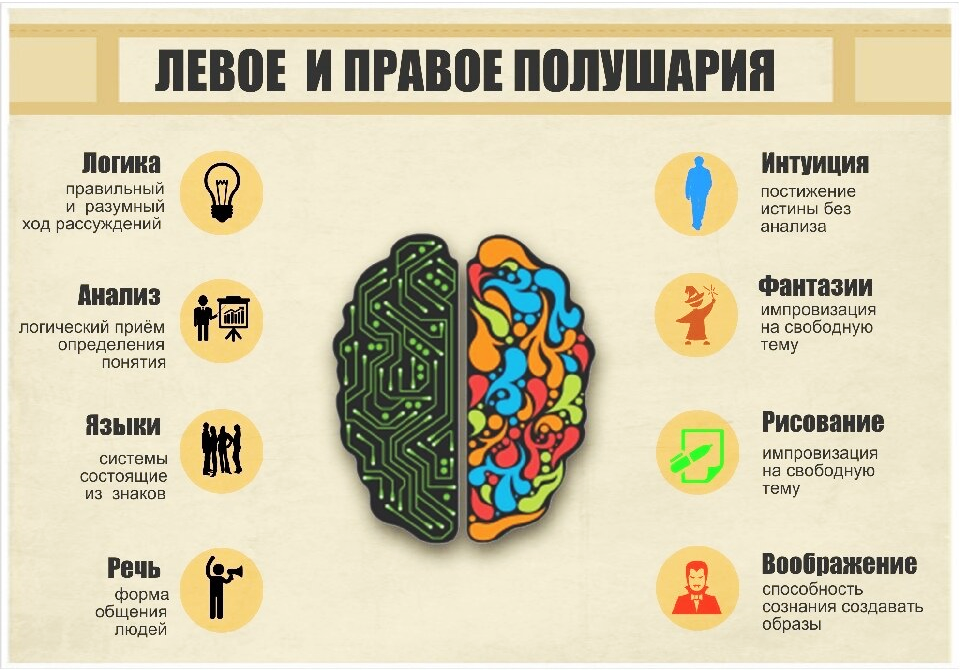 ЛЕВОЕ И ПРАВОЕ ПОЛУШАРИЯ
Логика
правильный
и разумный
ход рассуждений
Анализ
логический приём
определения
понятия
Языки
системы
состоящие
из знаков
Речь
форма
общения
людей
Интуиция
постижение
истины без
анализа
Фантазии
импровизация
на свободную
тему
Рисование
импровизация
на свободную
тему
Воображение
способность
сознания создавать
образы